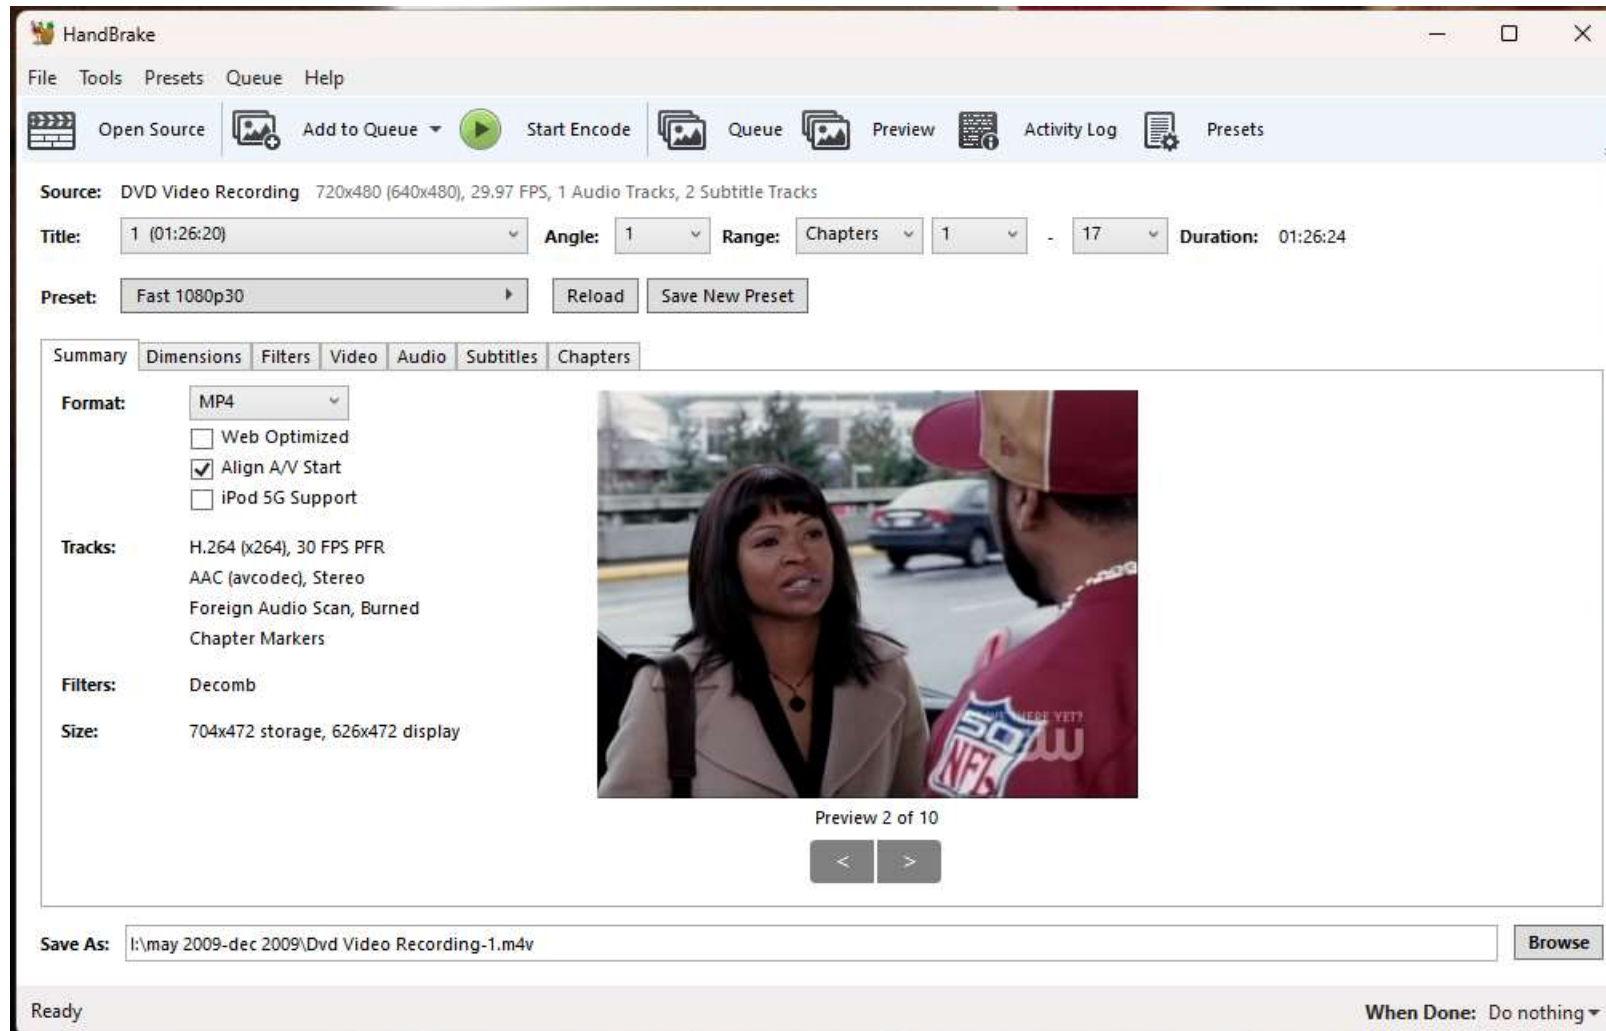 HandBrake
File Tools Presets Queue Help
Open Source Add to Queue Start Encode Queue Preview Activity Log Presets
Source: DVD Video Recording 720x480 (640x480), 29.97 FPS, 1 Audio Tracks, 2 Subtitle Tracks
Title: 1 (01:26:20) Angle: 1 Range: Chapters 1 - 17 Duration: 01:26:24
Preset: Fast 1080p30 Reload Save New Preset
Summary Dimensions Filters Video Audio Subtitles Chapters
Format: MP4
Web Optimized
Align A/V Start
iPod 5G Support
Tracks: H.264 (x264), 30 FPS PFR
AAC (avcodec), Stereo
Foreign Audio Scan, Burned
Chapter Markers
Filters: Decomb
Size: 704x472 storage, 626x472 display
THERE YET?
50
NFL
Preview 2 of 10
< >
Save As: I:\may 2009-dec 2009\Dvd Video Recording-1.m4v Browse
Ready When Done: Do nothing